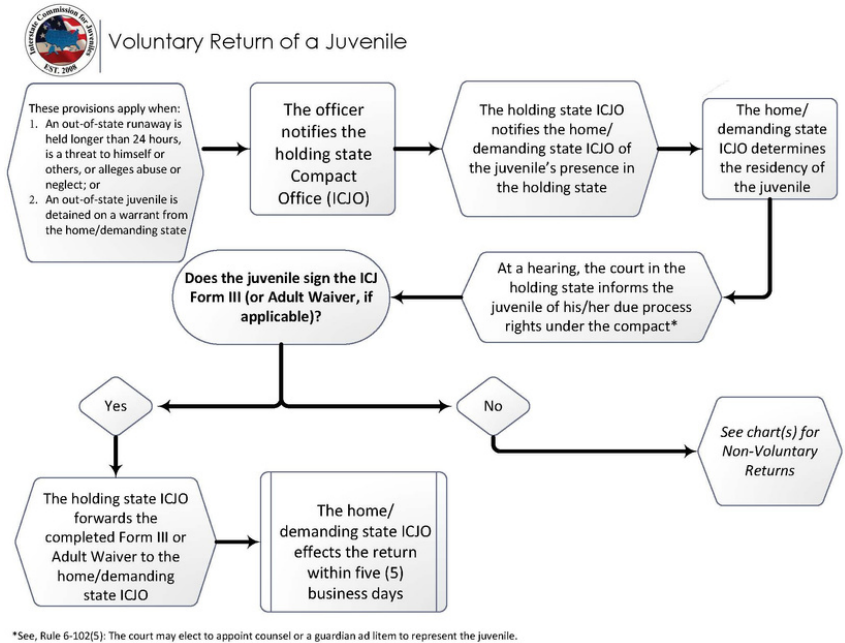 Interstate Commission for Juveniles
EST. 2008
Voluntary Return of a Juvenile
These provisions apply when:
1. An out-of-state runaway is
held longer than 24 hours,
is a threat to himself or
others, or alleges abuse or
neglect; or
2. An out-of-state juvenile is
detained on a warrant from
the home/demanding state
The officer
notifies the
holding state
Compact
Office (ICJO)
The holding state ICJO
notifies the home/
demanding state ICJO of
the juvenile's presence in
the holding state
The home/
demanding state
ICJO determines
the residency of
the juvenile
At a hearing, the court in the
holding state informs the
juvenile of his/her due process
rights under the compact*
Does the juvenile sign the ICJ
Form III (or Adult Waiver, if
applicable)?
Yes
No
See chart(s) for
Non-Voluntary
Returns
The holding state ICJO
forwards the
completed Form III or
Adult Waiver to the
home/demanding
state ICJO
The home/
demanding state ICJO
effects the return
within five (5)
business days
*See, Rule 6-102(5): The court may elect to appoint counsel or a guardian ad litem to represent the juvenile.